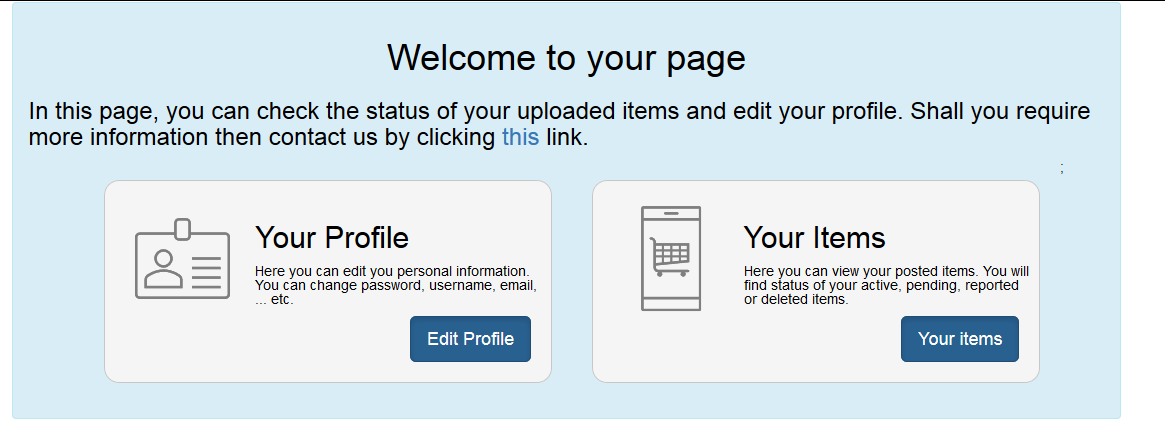 Welcome to your page
In this page, you can check the status of your uploaded items and edit your profile. Shall you require
more information then contact us by clicking this link.
;
Your Profile
Here you can edit you personal information.
You can change password, username, email,
... etc.
Edit Profile
Your Items
Here you can view your posted items. You will
find status of your active, pending, reported
or deleted items.
Your items